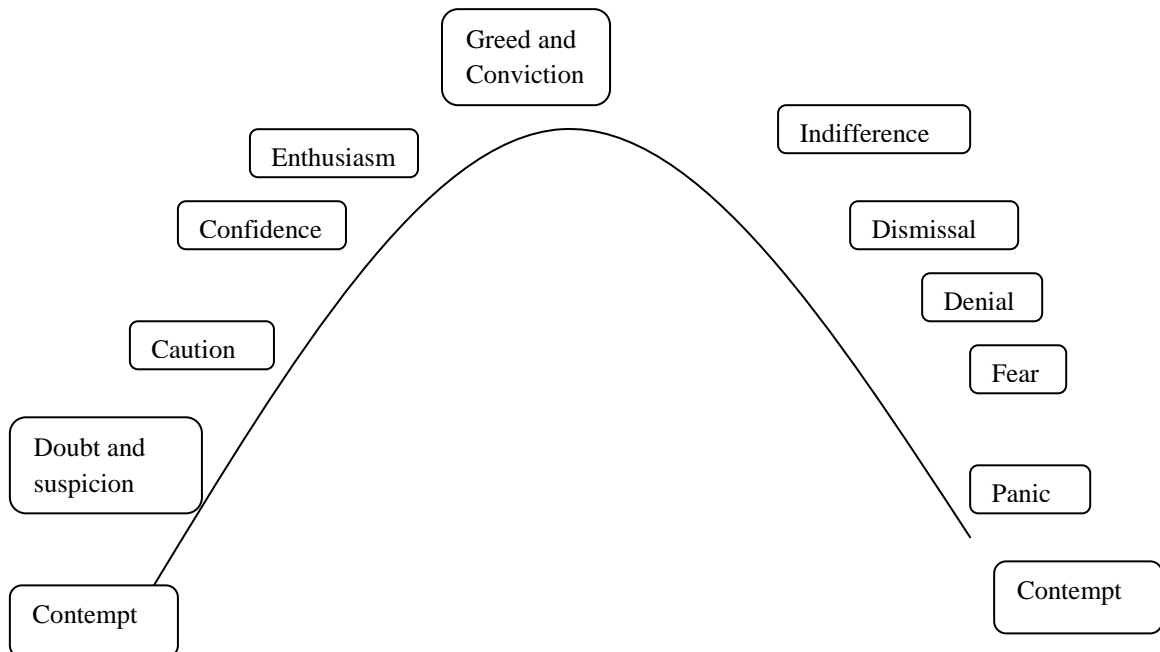 Greed and
Conviction
Indifference
Enthusiasm
Confidence
Dismissal
Denial
Caution
Fear
Doubt and
suspicion
Panic
Contempt
Contempt